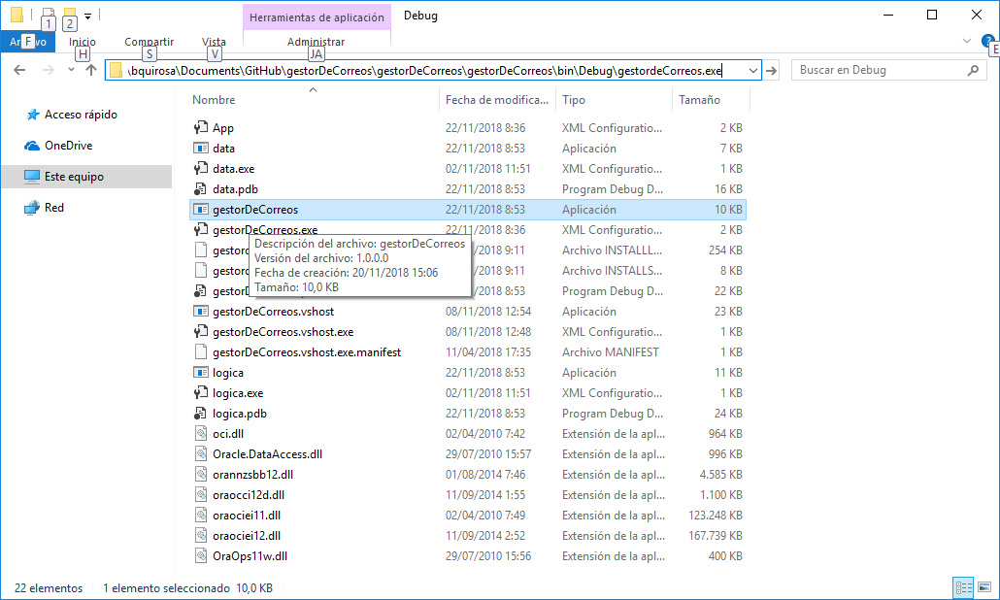 Herramientas de aplicación Debug
1 2
Archivo Inicio Compartir Vista Administrar
F H S V JA E
\bquirosa\Documents\GitHub\gestorDeCorreos\gestorDeCorreos\gestorDeCorreos\bin\Debug\gestordeCorreos.exe Buscar en Debug
Nombre Fecha de modifica... Tipo Tamaño
Acceso rápido
OneDrive
Este equipo
Red
App 22/11/2018 8:36 XML Configuratio... 2 KB
data 22/11/2018 8:53 Aplicación 7 KB
data.exe 02/11/2018 11:51 XML Configuratio... 1 KB
data.pdb 22/11/2018 8:53 Program Debug D... 16 KB
gestorDeCorreos 22/11/2018 8:53 Aplicación 10 KB
gestorDeCorreos.exe 22/11/2018 8:36 XML Configuratio... 2 KB
Descripción del archivo: gestorDeCorreos
Versión del archivo: 1.0.0.0
Fecha de creación: 20/11/2018 15:06
Tamaño: 10,0 KB
2018 9:11 Archivo INSTALLL... 254 KB
2018 9:11 Archivo INSTALLS... 8 KB
2018 8:53 Program Debug D... 22 KB
gestorDeCorreos.vshost 08/11/2018 12:54 Aplicación 23 KB
gestorDeCorreos.vshost.exe 08/11/2018 12:48 XML Configuratio... 1 KB
gestorDeCorreos.vshost.exe.manifest 11/04/2018 17:35 Archivo MANIFEST 1 KB
logica 22/11/2018 8:53 Aplicación 11 KB
logica.exe 02/11/2018 11:51 XML Configuratio... 1 KB
logica.pdb 22/11/2018 8:53 Program Debug D... 24 KB
oci.dll 02/04/2010 7:42 Extensión de la apl... 964 KB
Oracle.DataAccess.dll 29/07/2010 15:57 Extensión de la apl... 996 KB
orannzsbb12.dll 01/08/2014 7:46 Extensión de la apl... 4.585 KB
oraocci12d.dll 11/09/2014 1:55 Extensión de la apl... 1.100 KB
oraociei11.dll 02/04/2010 7:49 Extensión de la apl... 123.248 KB
oraociei12.dll 11/09/2014 2:52 Extensión de la apl... 167.739 KB
OraOps11w.dll 29/07/2010 15:56 Extensión de la apl... 400 KB
22 elementos 1 elemento seleccionado 10,0 KB